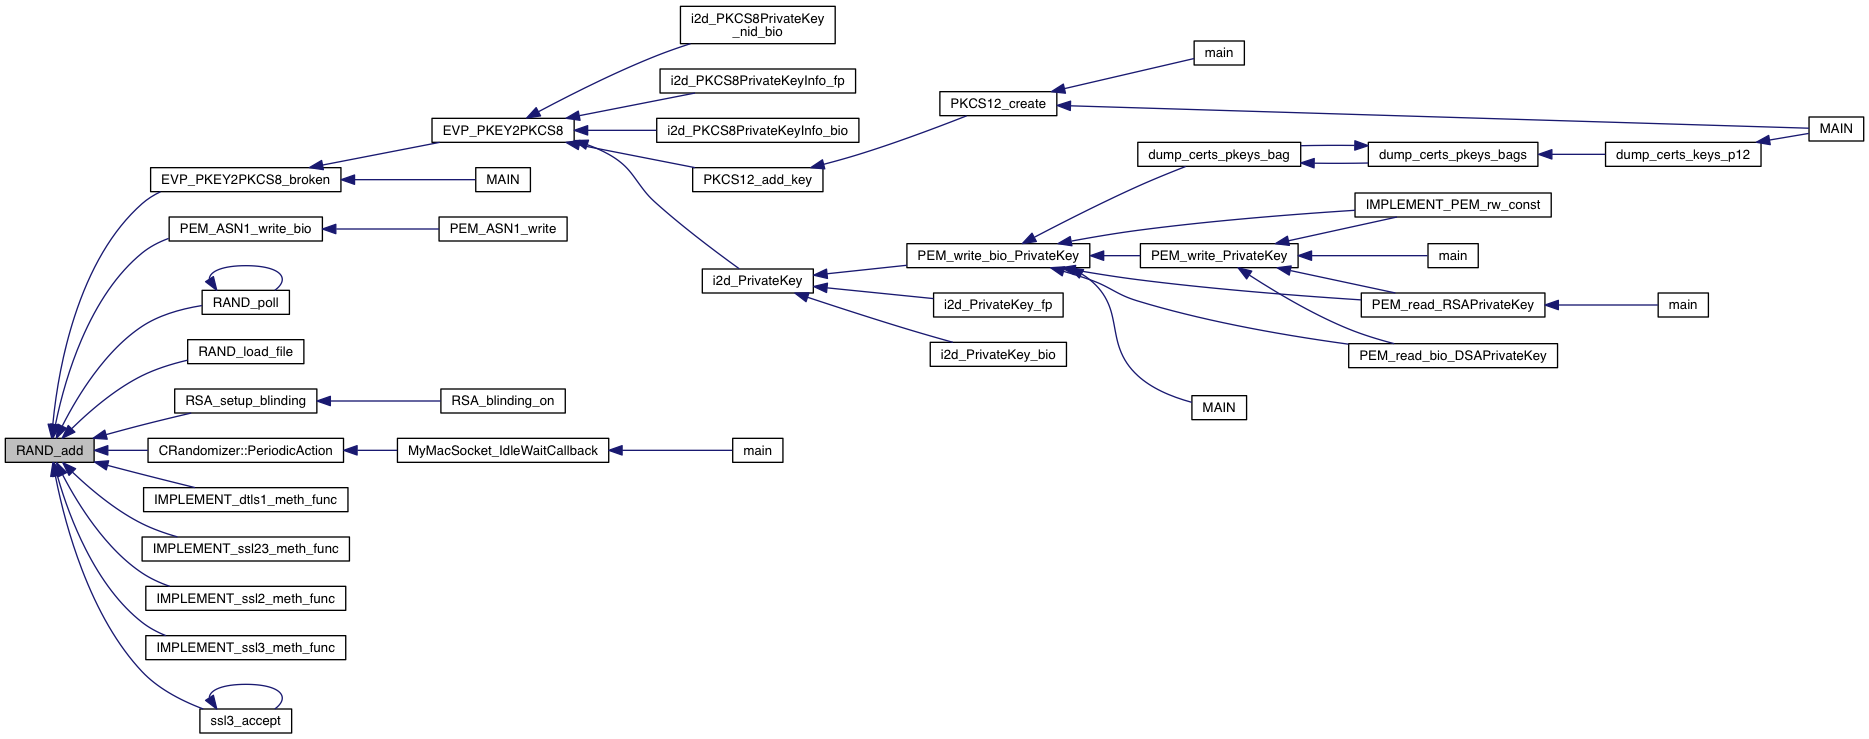 i2d_PKCS8PrivateKey
_nid_bio
main
i2d_PKCS8PrivateKeyInfo_fp
PKCS12_create
EVP_PKEY2PKCS8
i2d_PKCS8PrivateKeyInfo_bio
MAIN
dump_certs_pkeys_bag
dump_certs_pkeys_bags
dump_certs_keys_p12
EVP_PKEY2PKCS8_broken
MAIN
PKCS12_add_key
IMPLEMENT_PEM_rw_const
PEM_ASN1_write_bio
PEM_ASN1_write
PEM_write_bio_PrivateKey
PEM_write_PrivateKey
main
i2d_PrivateKey
RAND_poll
i2d_PrivateKey_fp
PEM_read_RSAPrivateKey
main
RAND_load_file
i2d_PrivateKey_bio
PEM_read_bio_DSAPrivateKey
RSA_setup_blinding
RSA_blinding_on
MAIN
RAND_add
CRandomizer::PeriodicAction
MyMacSocket_IdleWaitCallback
main
IMPLEMENT_dtls1_meth_func
IMPLEMENT_ssl23_meth_func
IMPLEMENT_ssl2_meth_func
IMPLEMENT_ssl3_meth_func
ssl3_accept